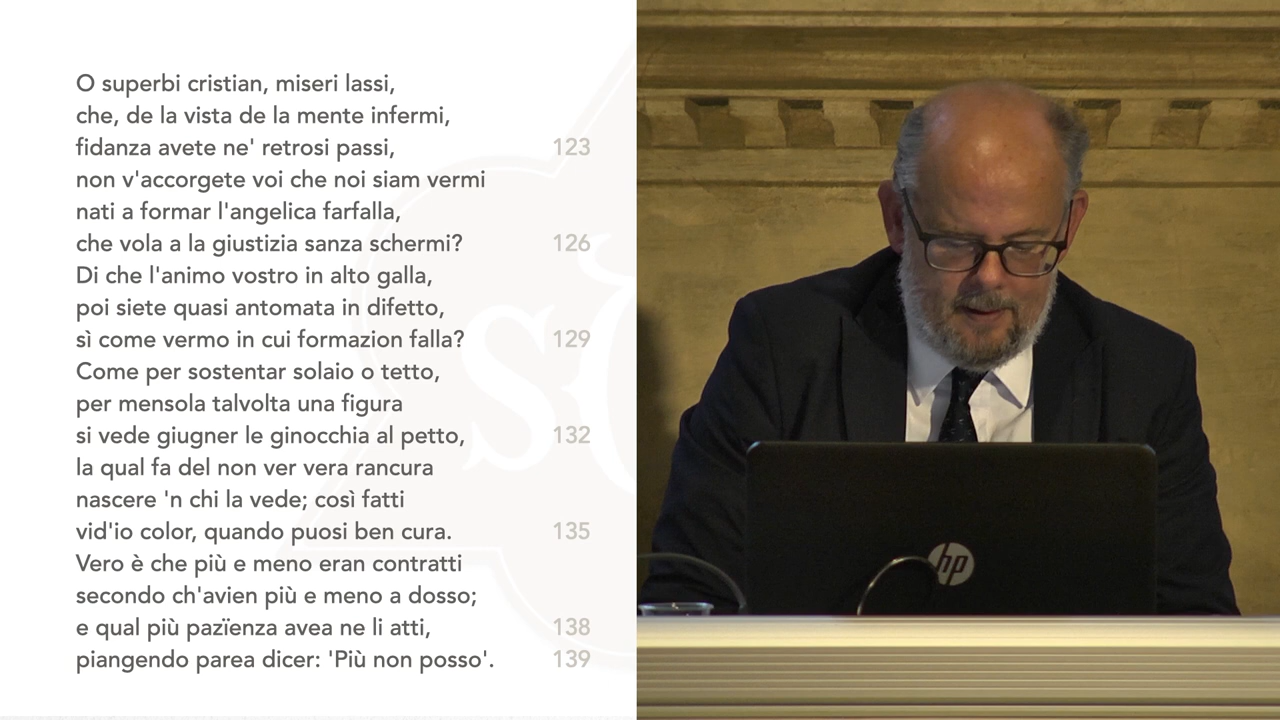 O superbi cristian, miseri lassi,
che, de la vista de la mente infermi,
fidanza avete ne' retrosi passi, 123
non v'accorgete voi che noi siam vermi
nati a formar l'angelica farfalla,
che vola a la giustizia sanza schermi? 126
Di che l'animo vostro in alto galla,
poi siete quasi antomata in difetto,
sì come vermo in cui formazion falla? 129
Come per sostentar solaio o tetto,
per mensola talvolta una figura
si vede giugner le ginocchia al petto, 132
la qual fa del non ver vera rancura
nascere 'n chi la vede; così fatti
vid'io color, quando puosi ben cura. 135
Vero è che più e meno eran contratti
secondo ch'avien più e meno a dosso;
e qual più pazïenza avea ne li atti, 138
piangendo parea dicer: 'Più non posso'. 139
hp